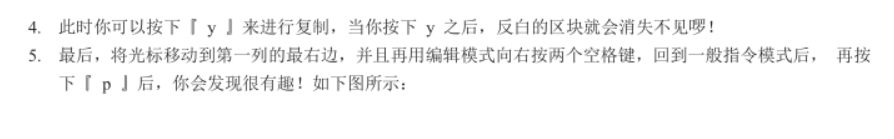 4. 此时你可以按下『 y 』来进行复制，当你按下 y 之后，反白的区块就会消失不见啰！
5. 最后，将光标移动到第一列的最右边，并且再用编辑模式向右按两个空格键，回到一般指令模式后， 再按
下『 p 』后，你会发现很有趣！如下图所示：